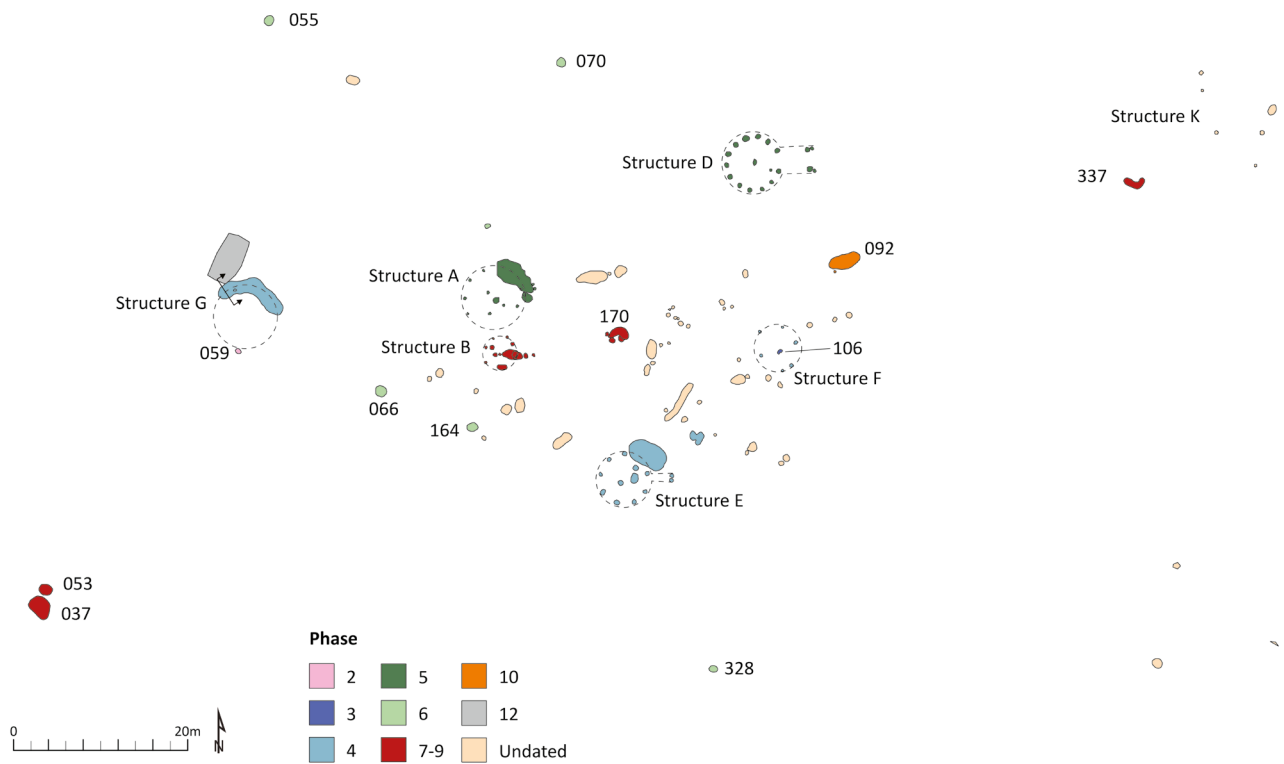 055
070
Structure K
Structure D
337
092
Structure A
Structure G
170
Structure B
106
059
Structure F
066
164
Structure E
053
037
Phase
2
5
10
3
6
12
4
7-9
Undated
328
0
20m
N